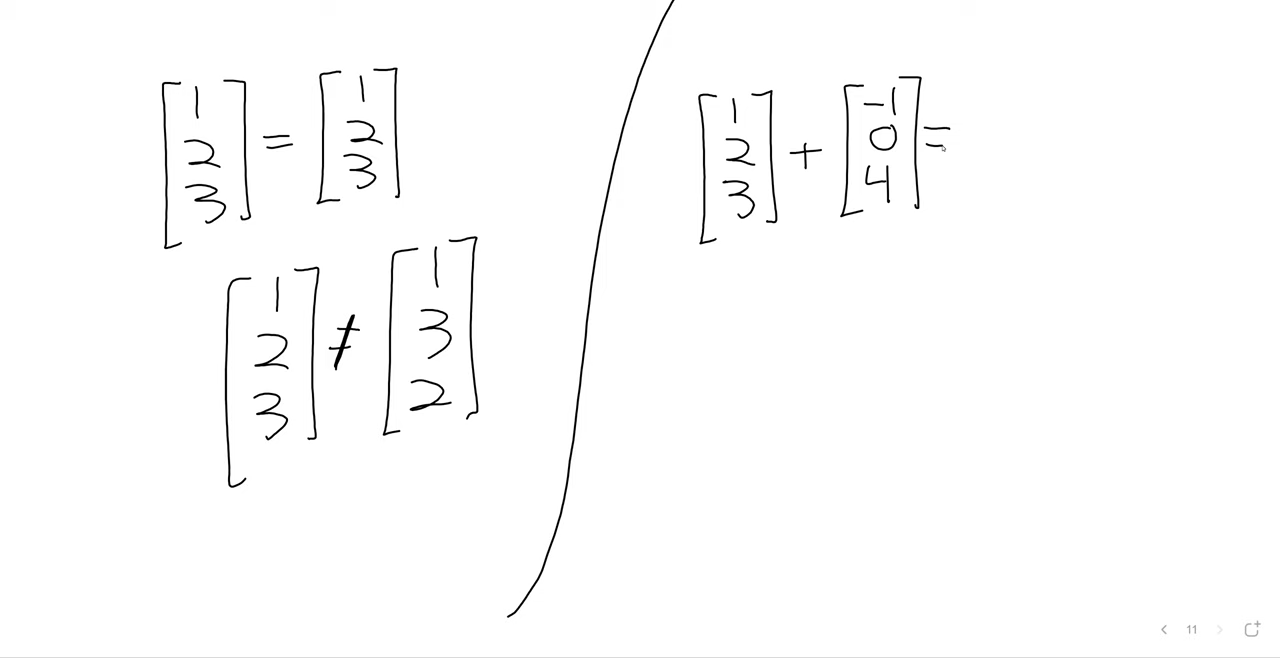 [1 2 3] = [1 2 3]
[1 2 3] ≠ [1 3 2]
[1 2 3] + [-1 0 4] =
< 11 >